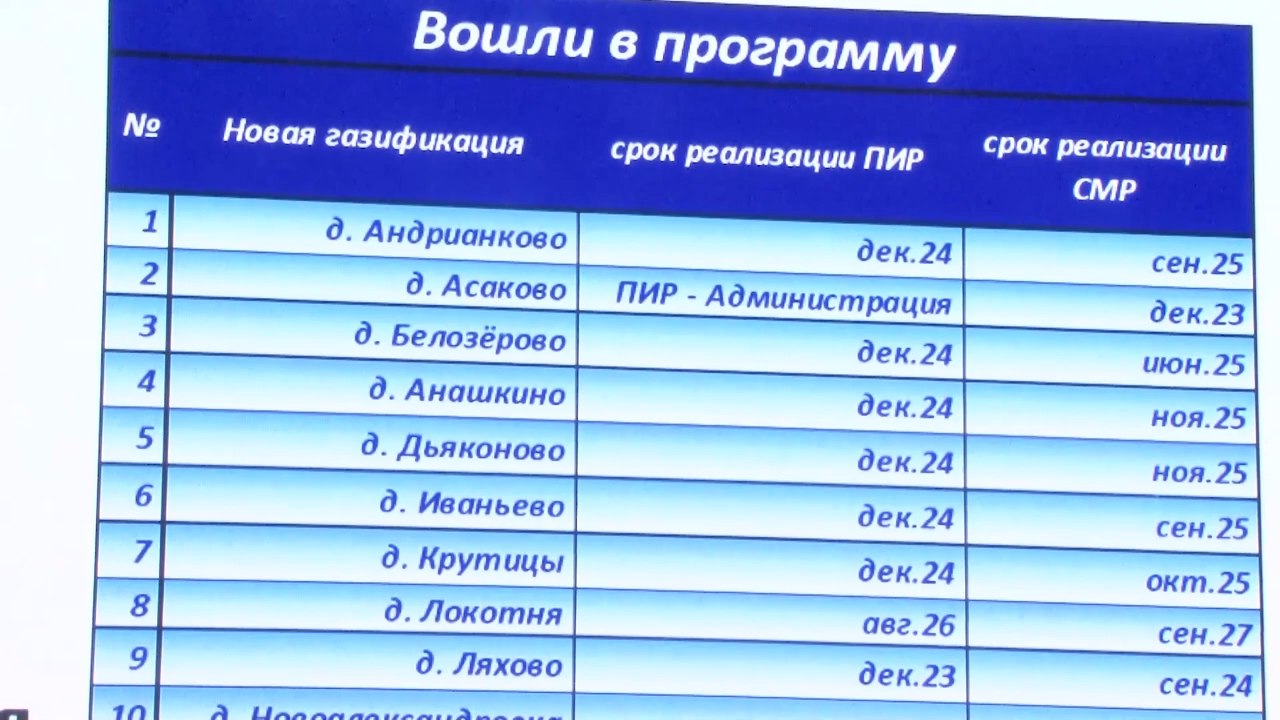 Вошли в программу
№ Новая газификация срок реализации ПИР срок реализации СМР
1 д. Андрианково дек.24 сен.25
2 д. Асаково ПИР - Администрация дек.23
3 д. Белозёрово дек.24 июн.25
4 д. Анашкино дек.24 ноя.25
5 д. Дьяконово дек.24 ноя.25
6 д. Иваньево дек.24 сен.25
7 д. Крутицы дек.24 окт.25
8 д. Локотня авг.26 сен.27
9 д. Ляхово дек.23 сен.24
10 д. Новоалександровка